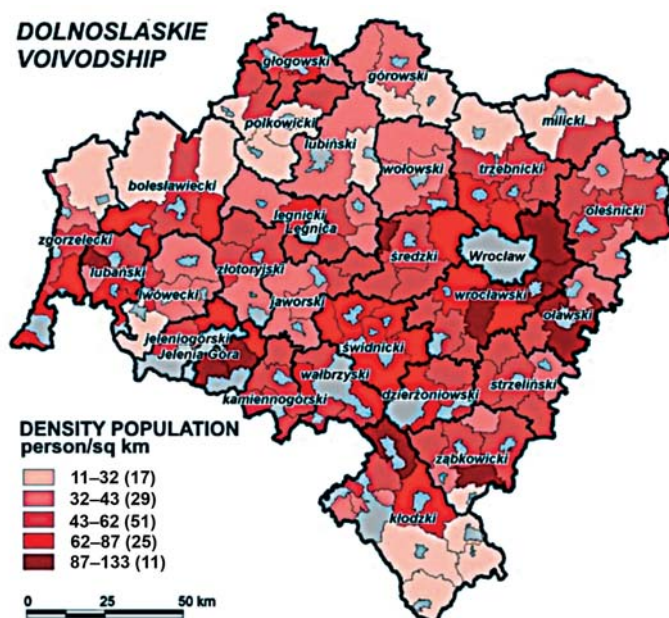 DOLNOSLĄSKIE
VOIVODSHIP
głogowski
górowski
polkowicki
lubiński
milicki
wołowski
trzebnicki
bolesławiecki
oleśnicki
legnicki
Legnica
zgorzelecki
lubański
złotoryjski
średzki
Wrocław
lwówecki
jaworski
wrocławski
oławski
jeleniogórski
Jelenia Góra
świdnicki
wałbrzyski
kamiennogórski
dzierżoniowski
strzeliński
ząbkowicki
kłodzki
DENSITY POPULATION
person/sq km
11–32 (17)
32–43 (29)
43–62 (51)
62–87 (25)
87–133 (11)
0 25 50 km